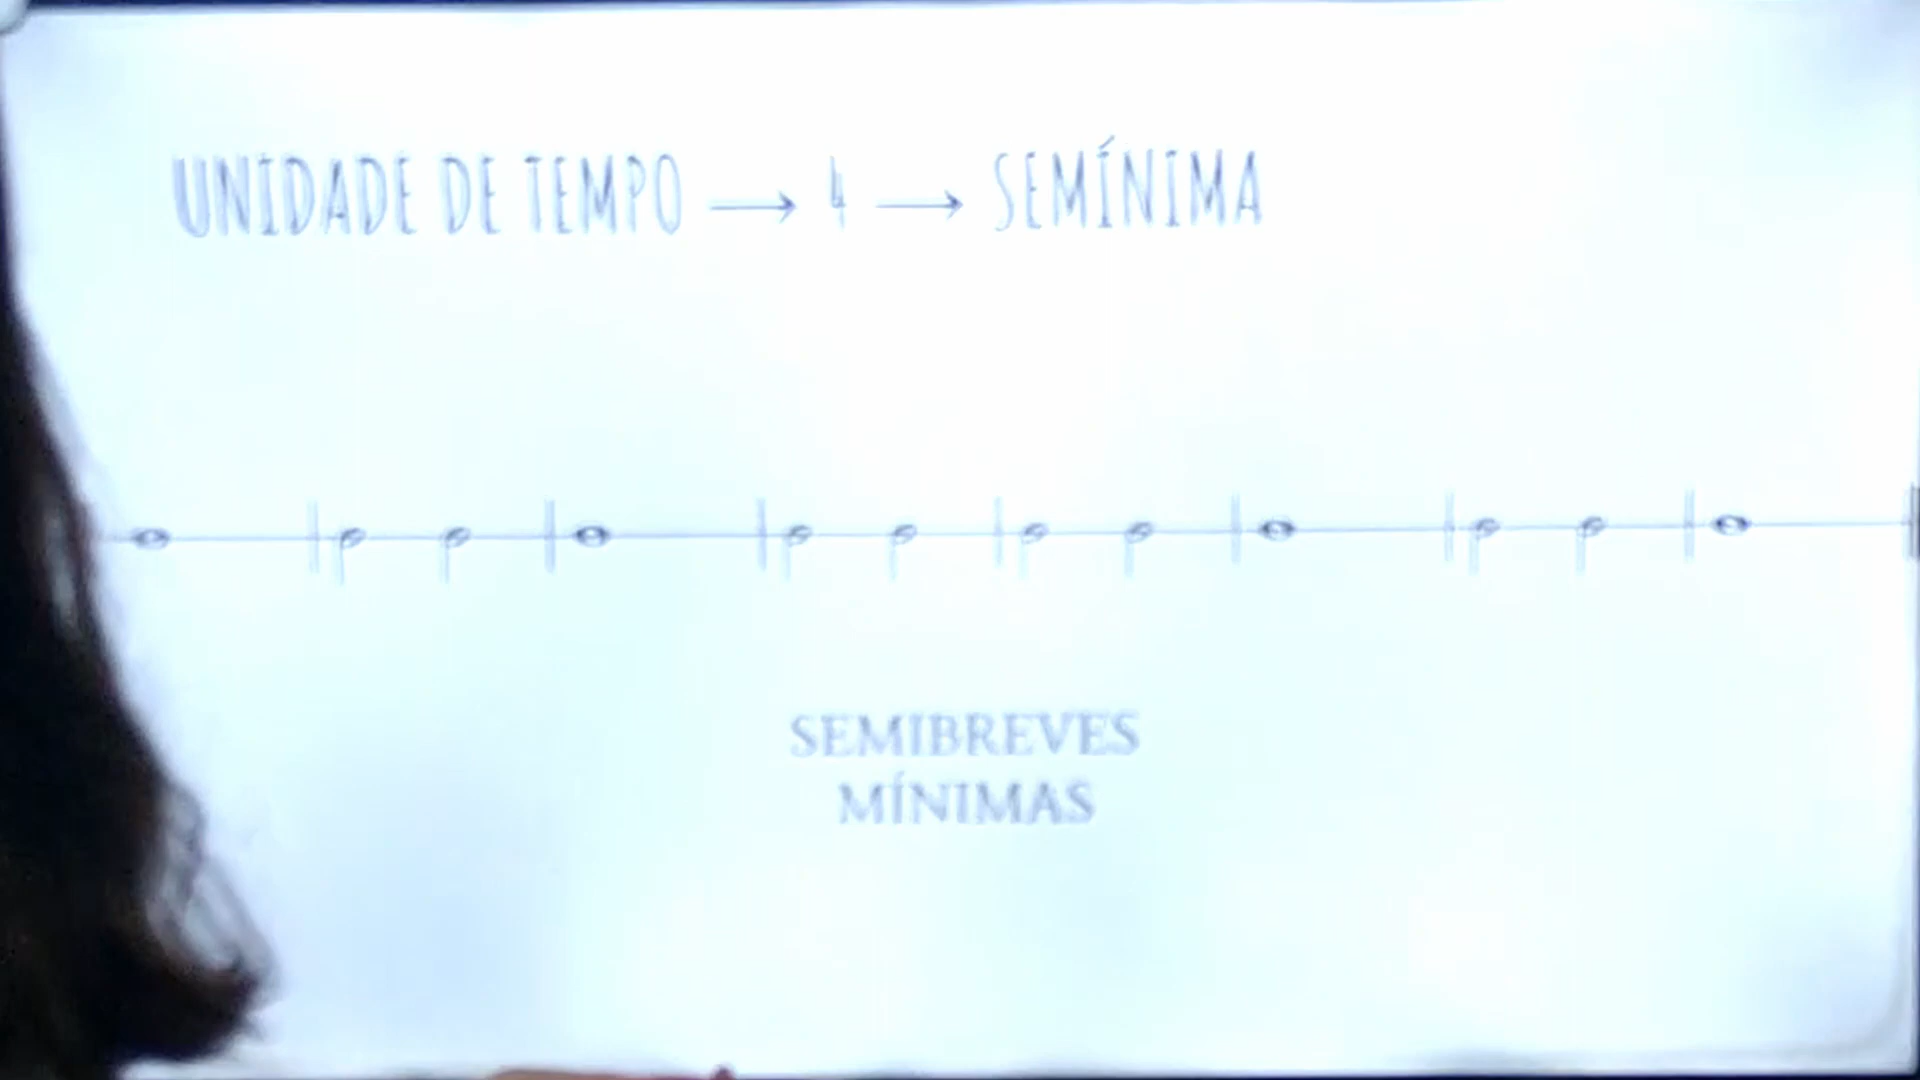 UNIDADE DE TEMPO → 4 → SEMÍNIMA
SEMIBREVES
MÍNIMAS